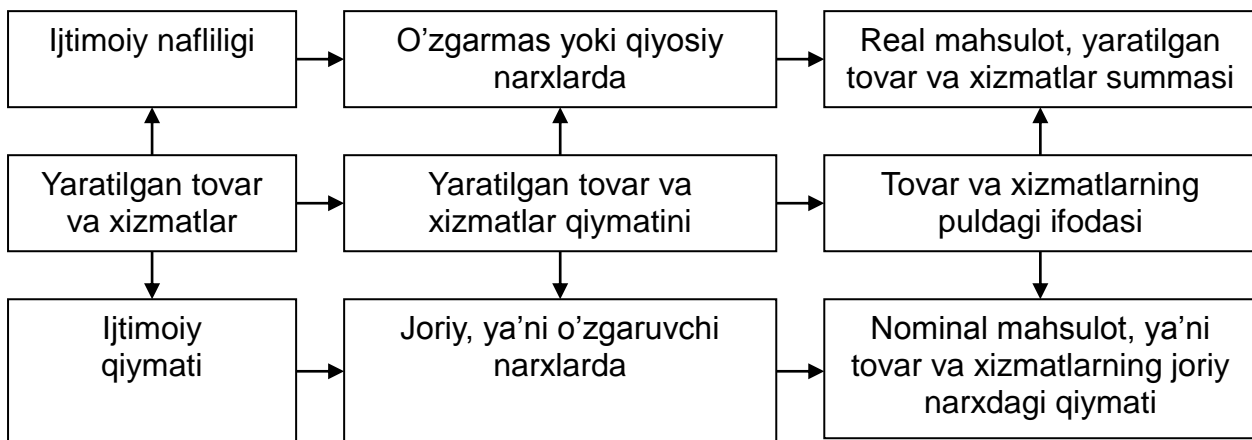 Ijtimoiy nafliligi
O’zgarmas yoki qiyosiy
narxlarda
Real mahsulot, yaratilgan
tovar va xizmatlar summasi
Yaratilgan tovar
va xizmatlar
Yaratilgan tovar va
xizmatlar qiymatini
Tovar va xizmatlarning
puldagi ifodasi
Ijtimoiy
qiymati
Joriy, ya’ni o’zgaruvchi
narxlarda
Nominal mahsulot, ya’ni
tovar va xizmatlarning joriy
narxdagi qiymati